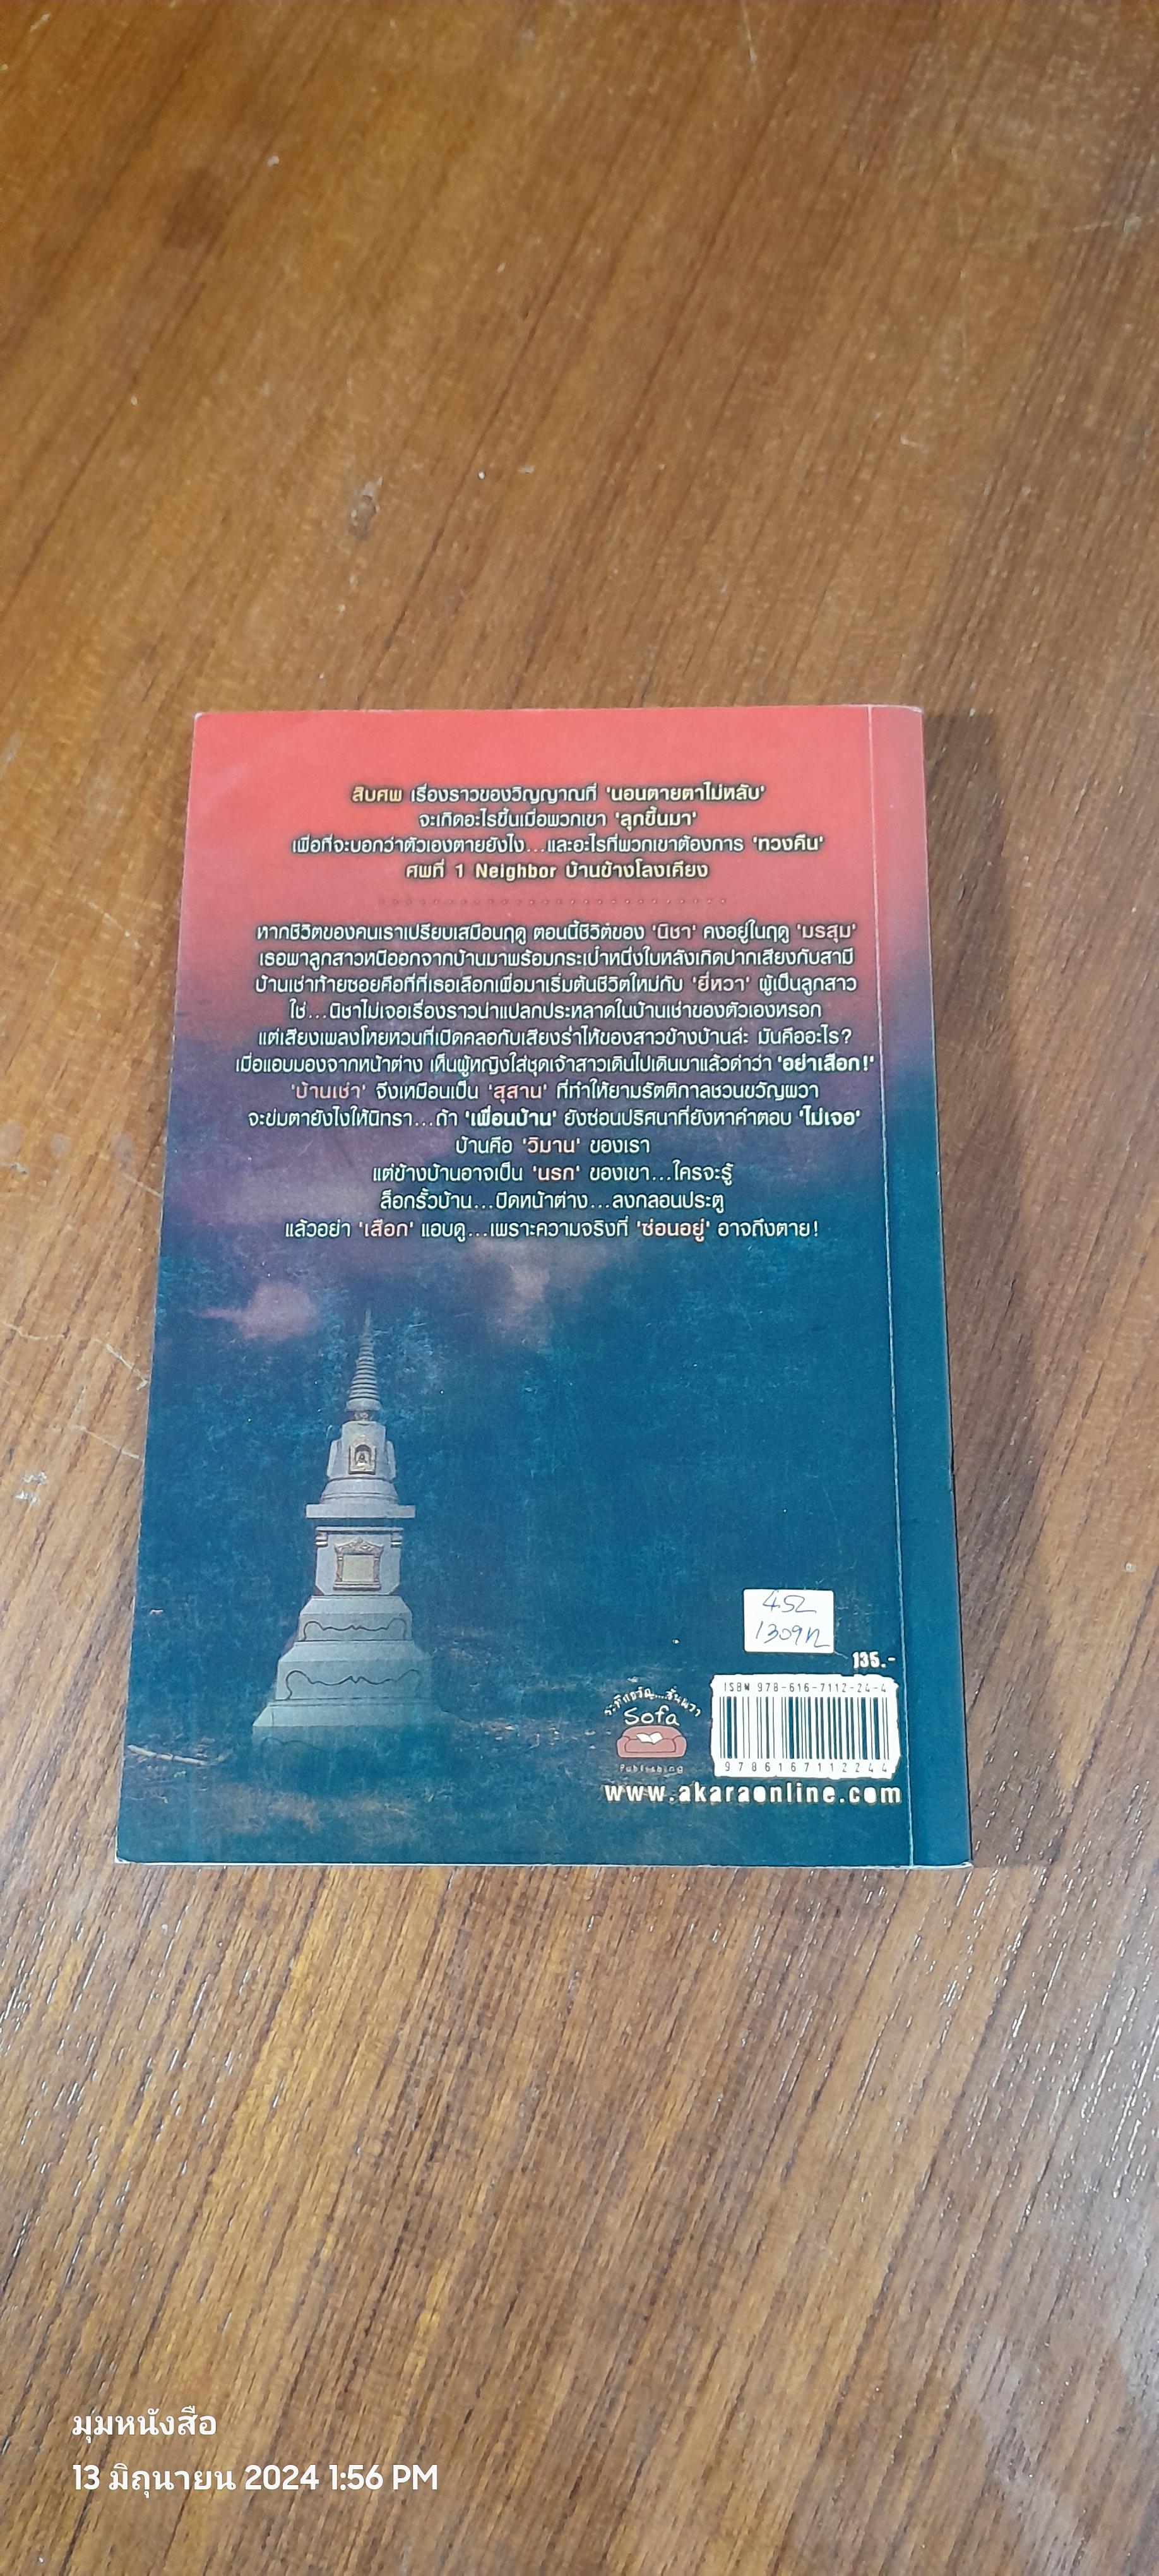 สิบศพ เรื่องราวของวิญญาณที่ 'นอนตายตาไม่หลับ'
จะเกิดอะไรขึ้นเมื่อพวกเขา 'ลุกขึ้นมา'
เพื่อที่จะบอกว่าตัวเองตายยังไง...และอะไรที่พวกเขาต้องการ 'ทวงคืน'
ศพที่ 1 Neighbor บ้านข้างโลงเคียง
หากชีวิตของคนเราเปรียบเสมือนฤดู ตอนนี้ชีวิตของ 'นิชา' คงอยู่ในฤดู 'มรสุม'
เธอพาลูกสาวหนีออกจากบ้านมาพร้อมกระเป๋าหนึ่งใบหลังเกิดปากเสียงกับสามี
บ้านเช่าท้ายซอยคือที่ที่เธอเลือกเพื่อมาเริ่มต้นชีวิตใหม่กับ 'ยี่หวา' ผู้เป็นลูกสาว
ใช่...นิชาไม่เจอเรื่องราวน่าแปลกประหลาดในบ้านเช่าของตัวเองหรอก
แต่เสียงเพลงโหยหวนที่เปิดคลอกับเสียงร่ำไห้ของสาวข้างบ้านล่ะ มันคืออะไร?
เมื่อแอบมองจากหน้าต่าง เห็นผู้หญิงใส่ชุดเจ้าสาวเดินไปเดินมาแล้วด่าว่า 'อย่าเสือก!'
'บ้านเช่า' จึงเหมือนเป็น 'สุสาน' ที่ทำให้ยามรัตติกาลชวนขวัญผวา
จะข่มตายังไงให้นิทรา...ถ้า 'เพื่อนบ้าน' ยังซ่อนปริศนาที่ยังหาคำตอบ 'ไม่เจอ'
บ้านคือ 'วิมาน' ของเรา
แต่ข้างบ้านอาจเป็น 'นรก' ของเขา...ใครจะรู้
ล็อกรั้วบ้าน...ปิดหน้าต่าง...ลงกลอนประตู
แล้วอย่า 'เสือก' แอบดู...เพราะความจริงที่ 'ซ่อนอยู่' อาจถึงตาย!
452
1309ท
135.-
ISBN 978-616-7112-24-4
Sofa
Publishing
9786167112244
www.akaraonline.com
มุมหนังสือ
13 มิถุนายน 2024 1:56 PM